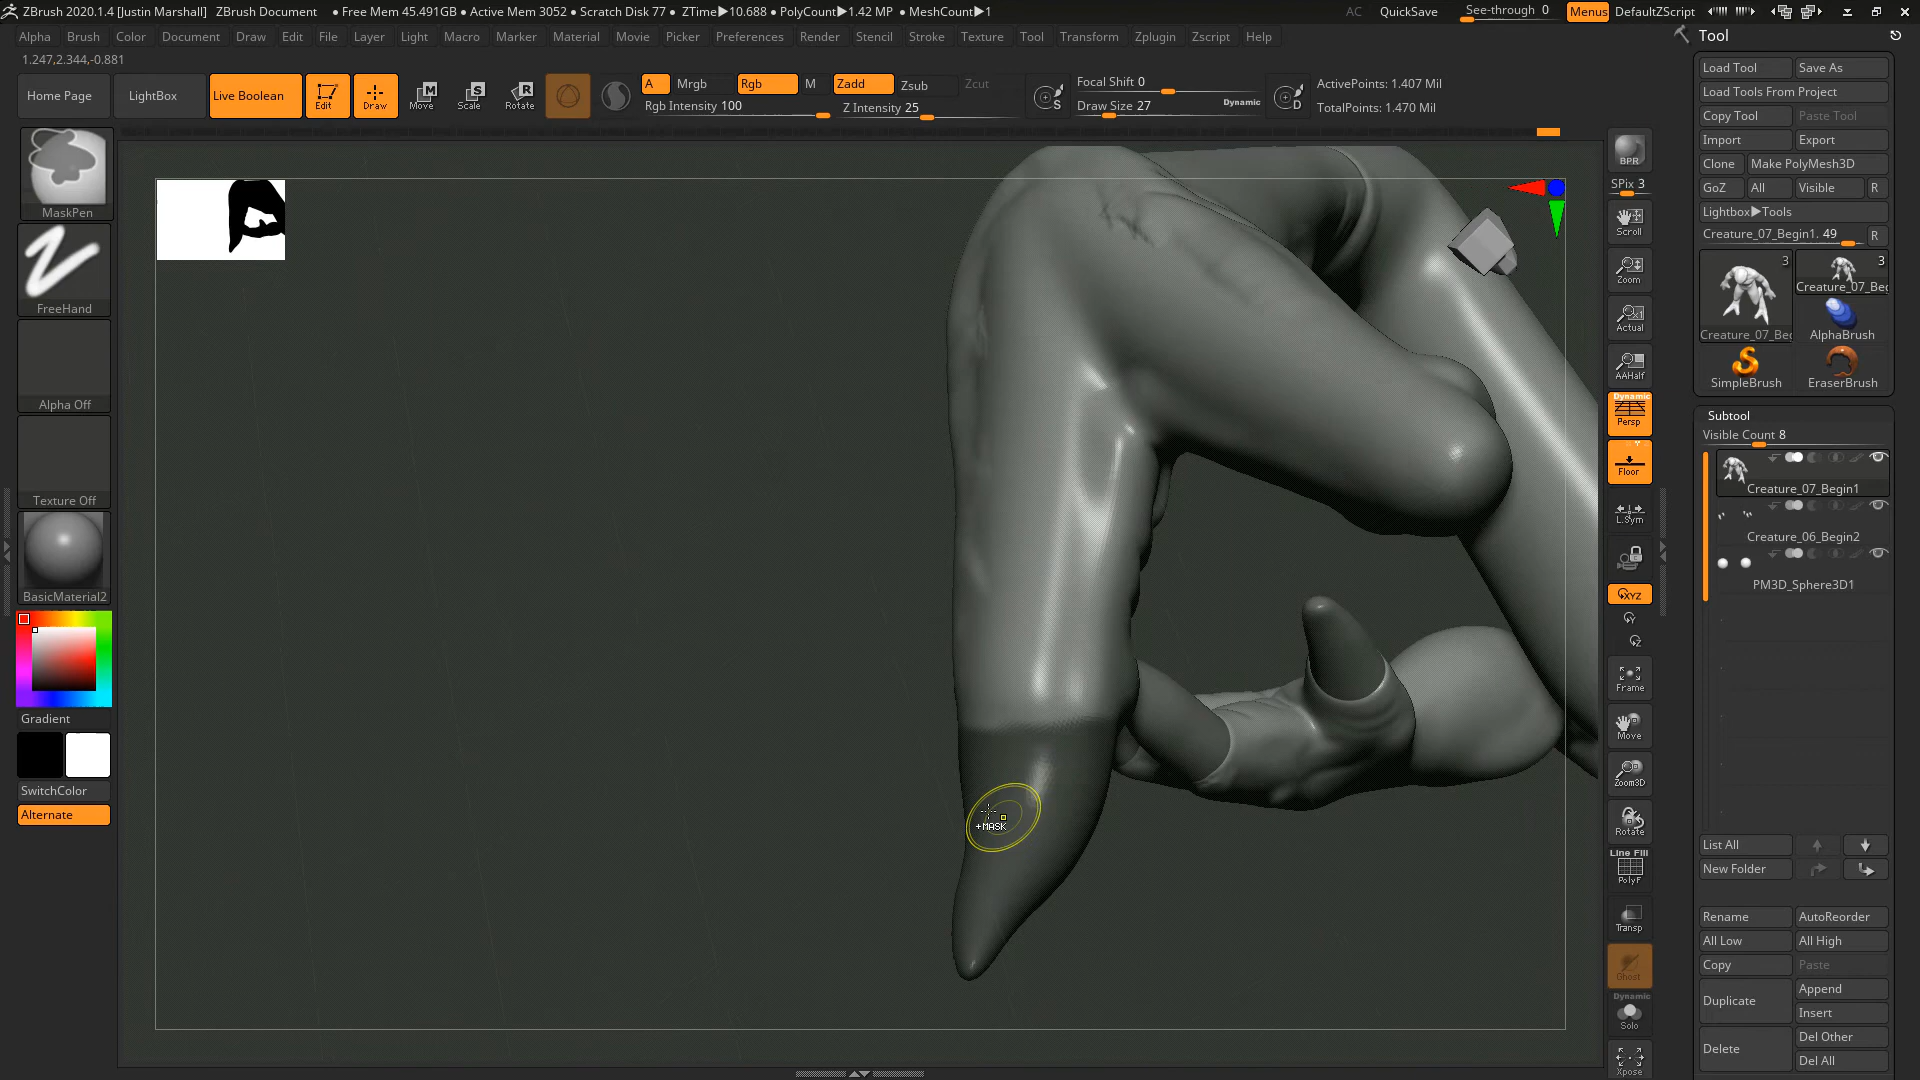 ZBrush 2020.1.4 [Justin Marshall] ZBrush Document ● Free Mem 45.491GB ● Active Mem 3052 ● Scratch Disk 77 ● ZTime▶10.688 ● PolyCount▶1.42 MP ● MeshCount▶1 AC QuickSave See-through 0 Menus DefaultZScript
Alpha Brush Color Document Draw Edit File Layer Light Macro Marker Material Movie Picker Preferences Render Stencil Stroke Texture Tool Transform Zplugin Zscript Help
1.247,2.344,-0.881
Home Page LightBox Live Boolean Edit Draw Move Scale Rotate
A Mrgb Rgb M Zadd Zsub Zcut
Rgb Intensity 100 Z Intensity 25
S Focal Shift 0
Draw Size 27 Dynamic D
ActivePoints: 1.407 Mil
TotalPoints: 1.470 Mil
MaskPen
FreeHand
Alpha Off
Texture Off
BasicMaterial2
Gradient
SwitchColor
Alternate
+MASK
BPR
SPix 3
Scroll
Zoom
Actual
AAHalf
Dynamic
Persp
Floor
L.Sym
XYZ
Y
Z
Frame
Move
Zoom3D
Rotate
Line Fill
PolyF
Transp
Ghost
Dynamic
Solo
Xpose
Tool
Load Tool Save As
Load Tools From Project
Copy Tool Paste Tool
Import Export
Clone Make PolyMesh3D
GoZ All Visible R
Lightbox▶Tools
Creature_07_Begin1. 49 R
3 3
Creature_07_Beg
AlphaBrush
Creature_07_Beg
SimpleBrush EraserBrush
Subtool
Visible Count 8
Creature_07_Begin1
Creature_06_Begin2
PM3D_Sphere3D1
List All
New Folder
Rename AutoReorder
All Low All High
Copy Paste
Duplicate Append
Insert
Delete Del Other
Del All